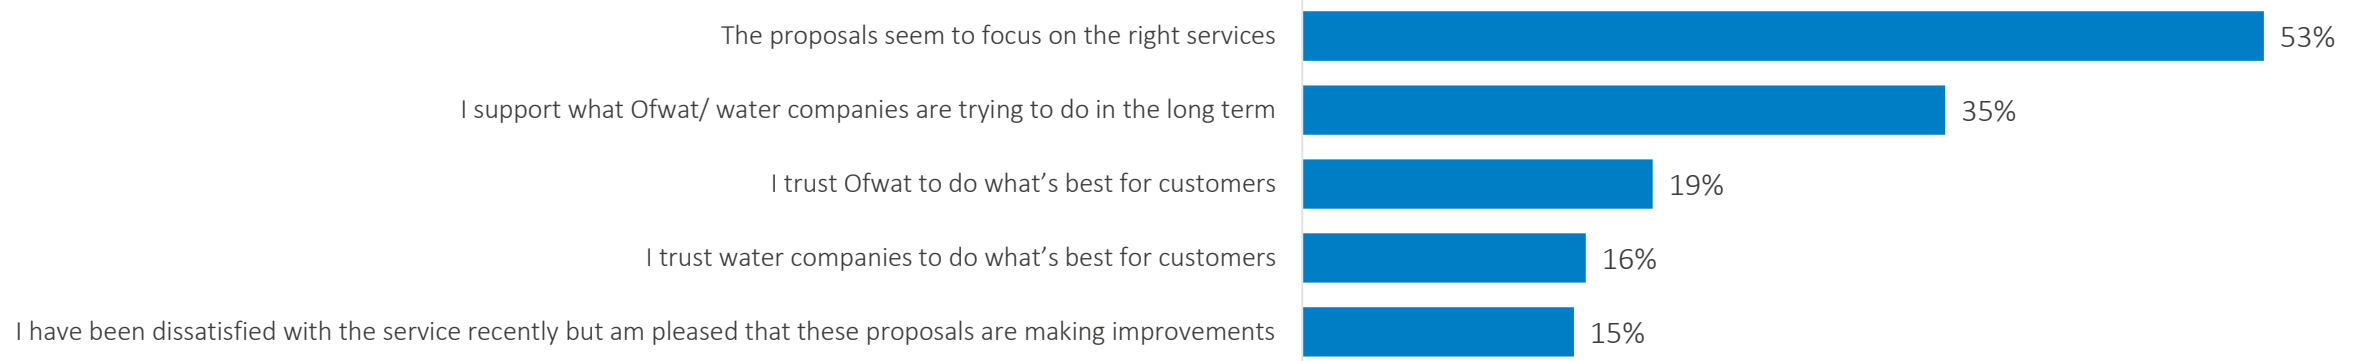 The proposals seem to focus on the right services 53%
I support what Ofwat/ water companies are trying to do in the long term 35%
I trust Ofwat to do what’s best for customers 19%
I trust water companies to do what’s best for customers 16%
I have been dissatisfied with the service recently but am pleased that these proposals are making improvements 15%